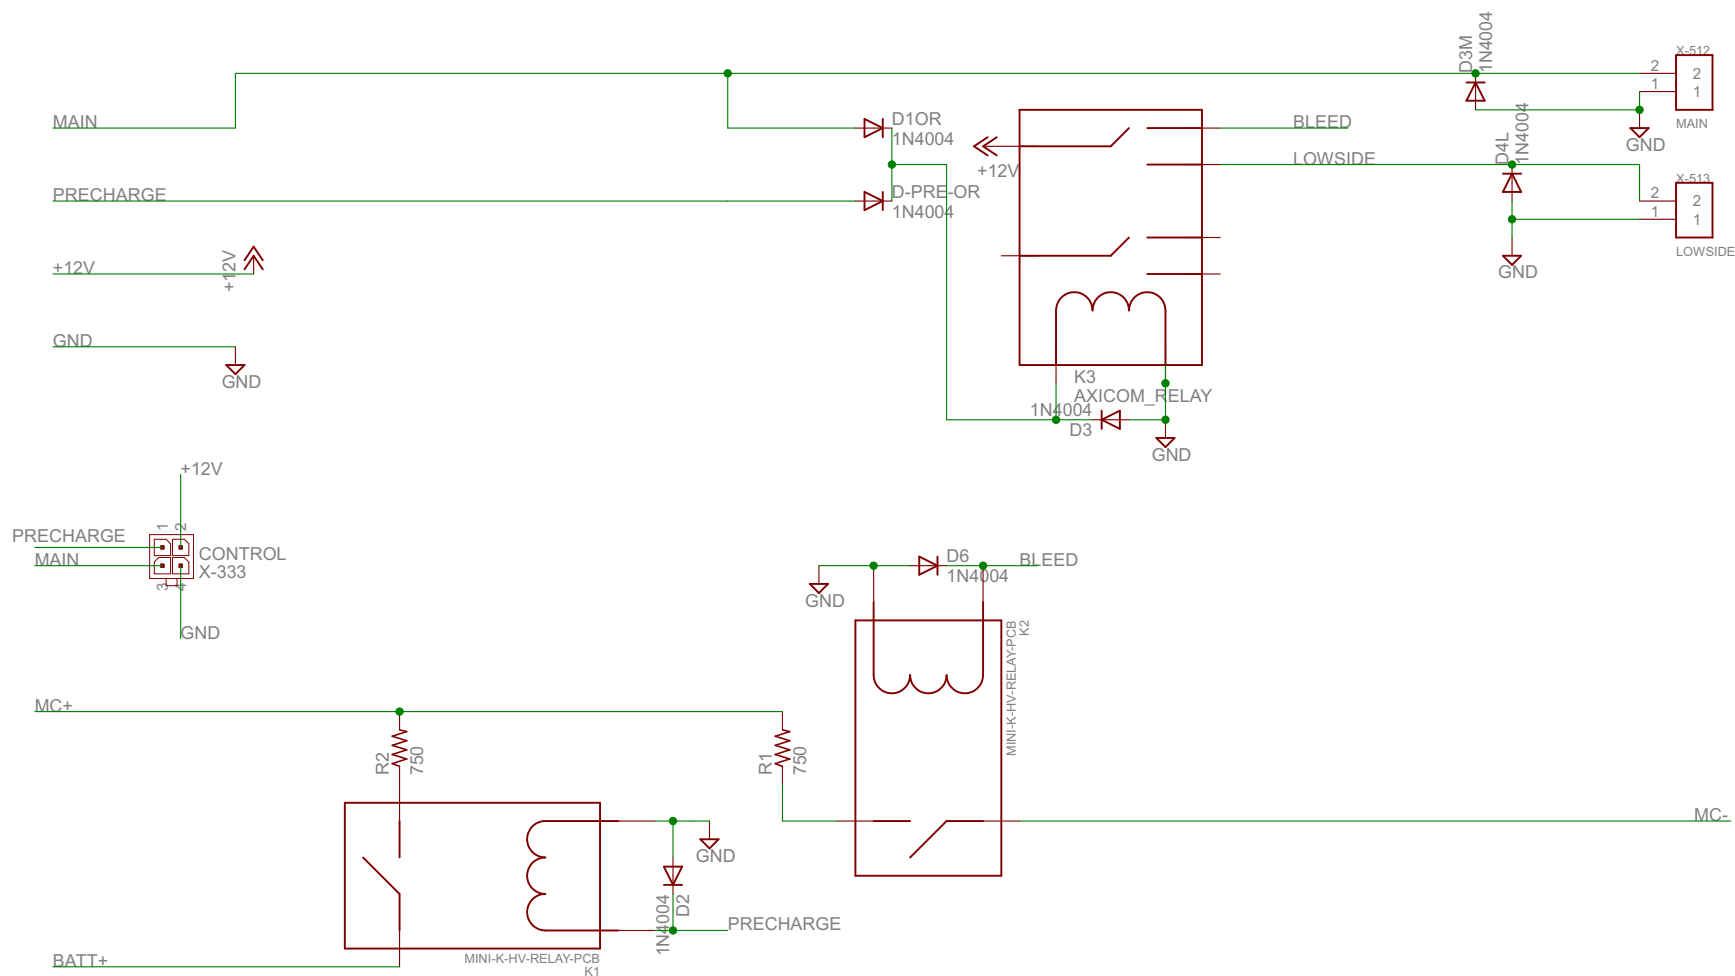 D3M
1N4004
X-512
2
2
1
1
MAIN
GND
MAIN
D1OR
1N4004
BLEED
+12V
LOWSIDE
D4L
1N4004
X-513
2
2
1
1
LOWSIDE
GND
PRECHARGE
D-PRE-OR
1N4004
+12V
+12V
GND
GND
K3
AXICOM_RELAY
1N4004
D3
GND
+12V
PRECHARGE
MAIN
1
2
3
4
CONTROL
X-333
GND
D6
1N4004
BLEED
GND
MINI-K-HV-RELAY-PCB
K2
MC+
R2
750
R1
750
MC-
GND
1N4004
D2
PRECHARGE
BATT+
MINI-K-HV-RELAY-PCB
K1